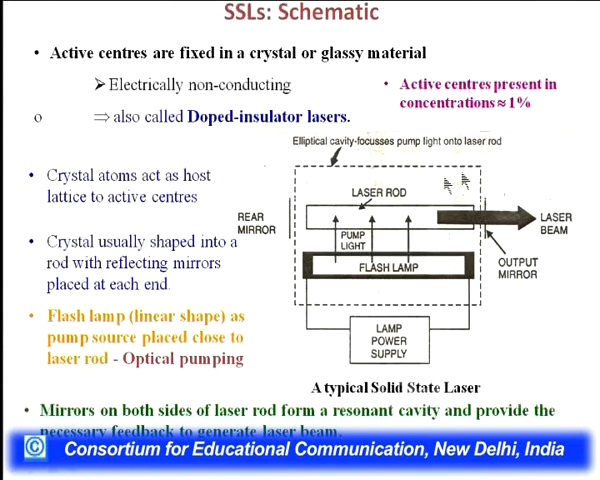 SSLs: Schematic
• Active centres are fixed in a crystal or glassy material
➢ Electrically non-conducting
• Active centres present in
concentrations ≈ 1%
o ⇒ also called Doped-insulator lasers.
Elliptical cavity-focusses pump light onto laser rod
• Crystal atoms act as host
lattice to active centres
LASER ROD
REAR
MIRROR
LASER
BEAM
PUMP
LIGHT
• Crystal usually shaped into a
rod with reflecting mirrors
placed at each end.
FLASH LAMP
OUTPUT
MIRROR
• Flash lamp (linear shape) as
pump source placed close to
laser rod - Optical pumping
LAMP
POWER
SUPPLY
A typical Solid State Laser
• Mirrors on both sides of laser rod form a resonant cavity and provide the
necessary feedback to generate laser beam.
© Consortium for Educational Communication, New Delhi, India